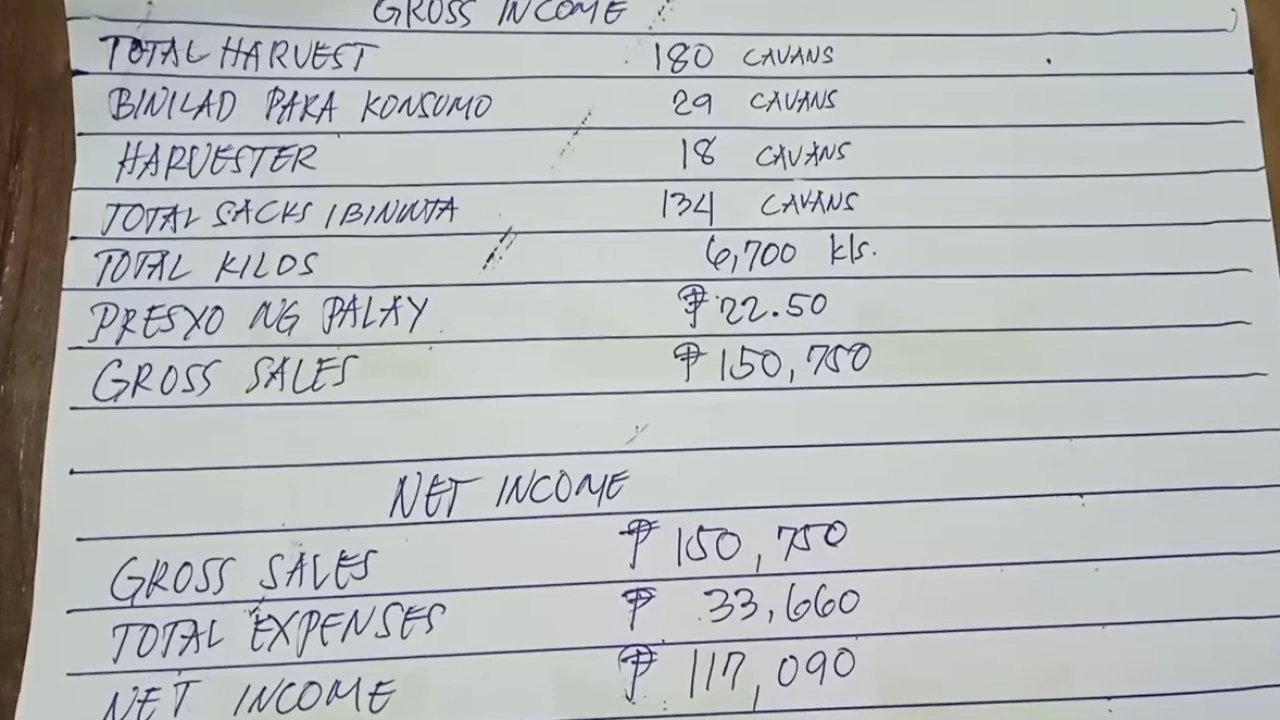 GROSS INCOME
TOTAL HARVEST 180 CAVANS
BINILAD PARA KONSUMO 29 CAVANS
HARVESTER 18 CAVANS
TOTAL SACKS IBININTA 134 CAVANS
TOTAL KILOS 6,700 kls.
PRESYO NG PALAY ₱22.50
GROSS SALES ₱150,750
NET INCOME
GROSS SALES ₱150,750
TOTAL EXPENSES ₱ 33,660
NET INCOME ₱ 117,090